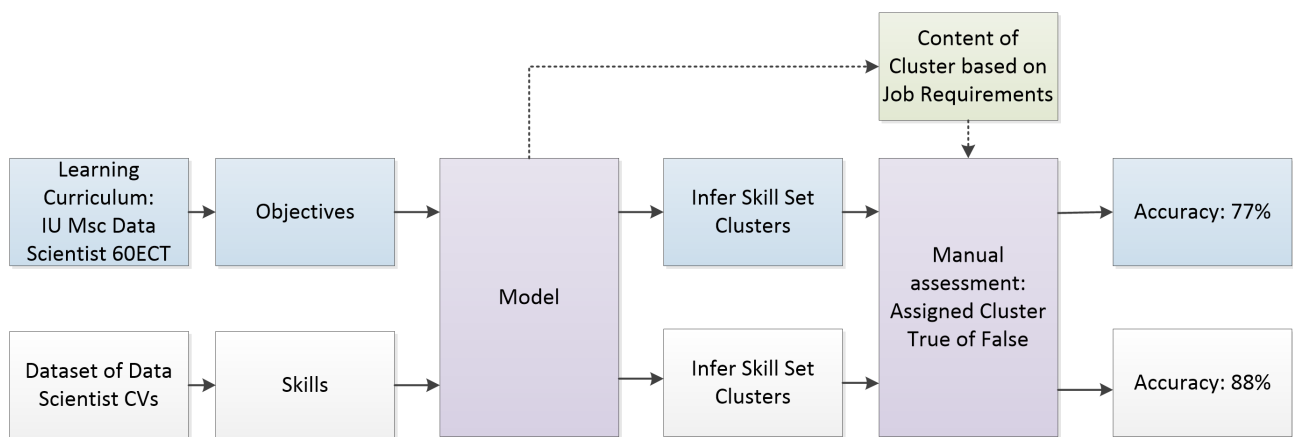 Content of
Cluster based on
Job Requirements
Learning
Curriculum:
IU Msc Data
Scientist 60ECT
Objectives
Model
Infer Skill Set
Clusters
Manual
assessment:
Assigned Cluster
True of False
Accuracy: 77%
Dataset of Data
Scientist CVs
Skills
Infer Skill Set
Clusters
Accuracy: 88%